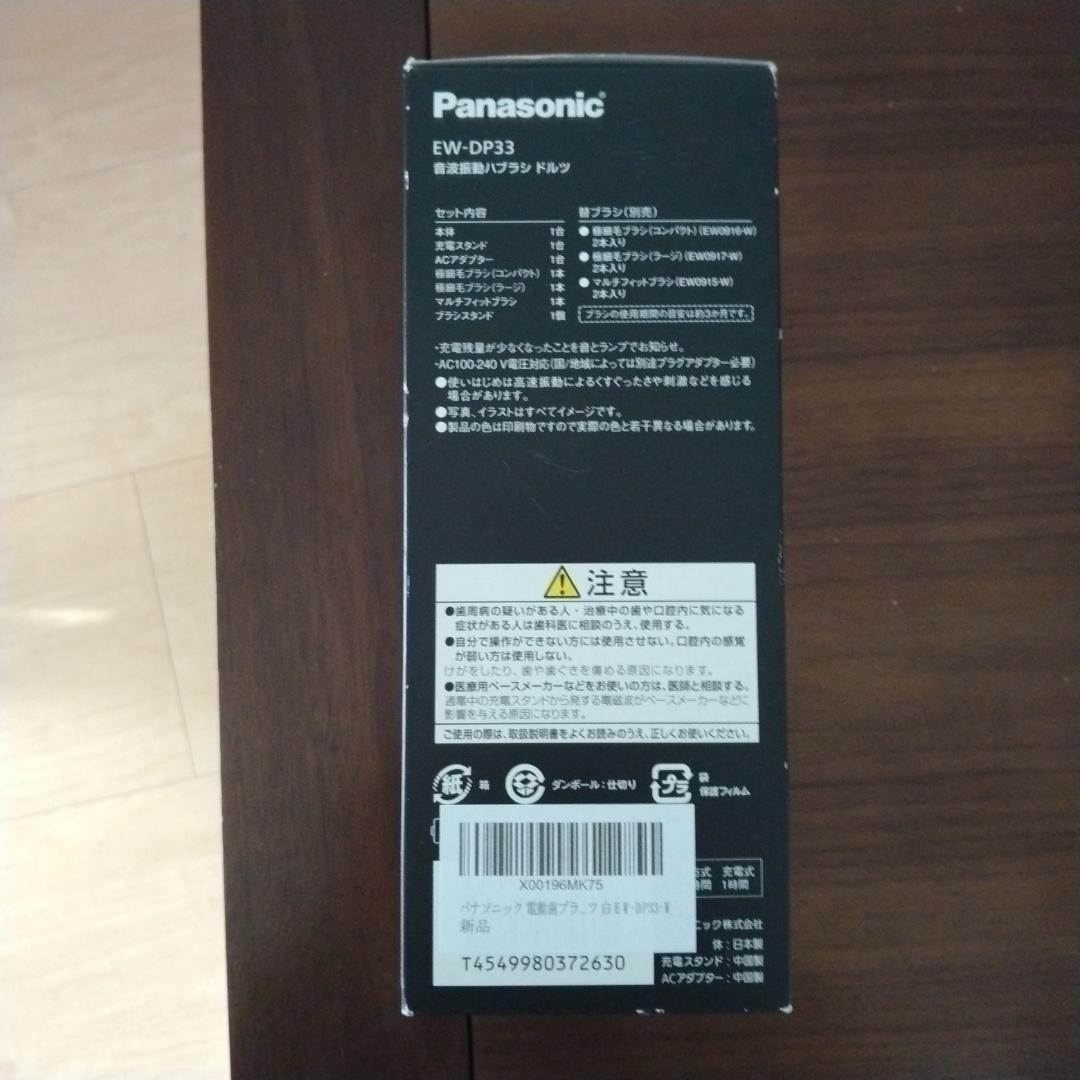 Panasonic
EW-DP33
音波振動ハブラシ ドルツ
セット内容
本体 1台
充電スタンド 1台
ACアダプター 1台
極細毛ブラシ(コンパクト) 1本
極細毛ブラシ(ラージ) 1本
マルチフィットブラシ 1本
ブラシスタンド 1個
替ブラシ(別売)
●極細毛ブラシ(コンパクト)(EW0916-W)
2本入り
●極細毛ブラシ(ラージ)(EW0917-W)
2本入り
●マルチフィットブラシ(EW0915-W)
2本入り
ブラシの使用期間の目安は約3か月です。
・充電残量が少なくなったことを音とランプでお知らせ。
・AC100-240 V電圧対応(国/地域によっては別途プラグアダプター必要)
●使いはじめは高速振動によるくすぐったさや刺激などを感じる
場合があります。
●写真、イラストはすべてイメージです。
●製品の色は印刷物ですので実際の色と若干異なる場合があります。
注意
●歯周病の疑いがある人・治療中の歯や口腔内に気になる
症状がある人は歯科医に相談のうえ、使用する。
●自分で操作ができない方には使用させない。口腔内の感覚
が弱い方は使用しない。
けがをしたり、歯や歯ぐきを傷める原因になります。
●医療用ペースメーカーなどをお使いの方は、医師と相談する。
通電中の充電スタンドから発する電磁波がペースメーカーなどに
影響を与える原因になります。
ご使用の際は、取扱説明書をよくお読みのうえ、正しくお使いください。
紙 箱
ダンボール:仕切り
プラ 袋
保護フィルム
X00196MK75
パナソニック 電動歯ブラ...ツ 白 EW-DP33-W
新品
T4549980372630
方式 充電式
時間 1時間
ニック株式会社
体:日本製
充電スタンド:中国製
ACアダプター:中国製